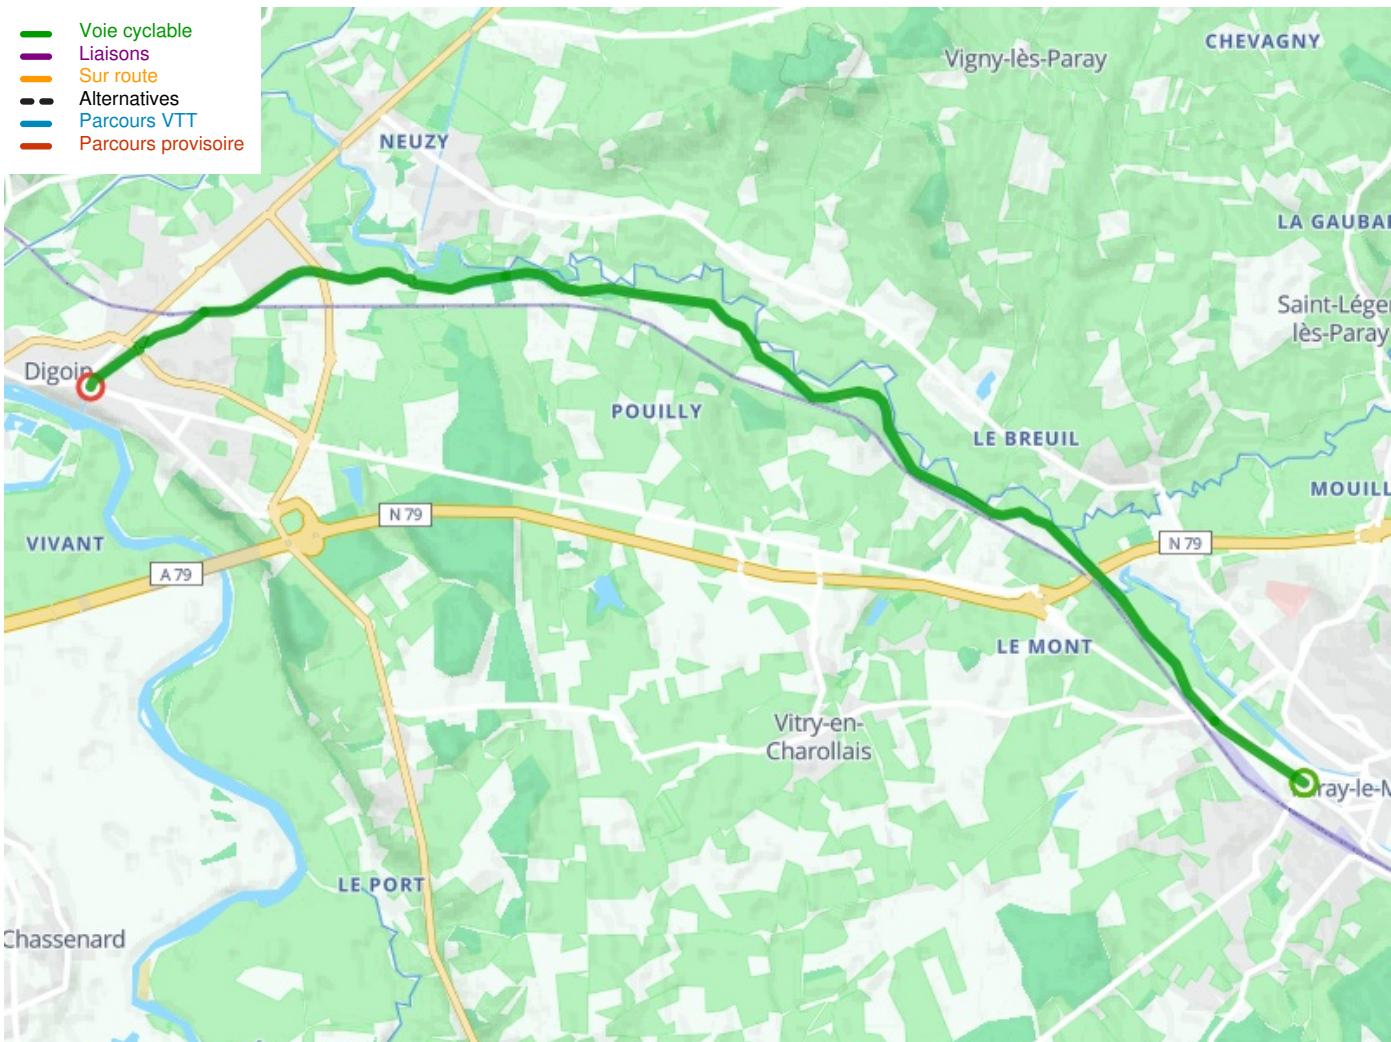 Voie cyclable
Liaisons
Sur route
Alternatives
Parcours VTT
Parcours provisoire
CHEVAGNY
Vigny-lès-Paray
NEUZY
LA GAUBA
Saint-Lége
lès-Paray
Digoin
POUILLY
LE BREUIL
MOUILL
N 79
N 79
VIVANT
A 79
LE MONT
Vitry-en-
Charollais
ray-le-M
LE PORT
Chassenard